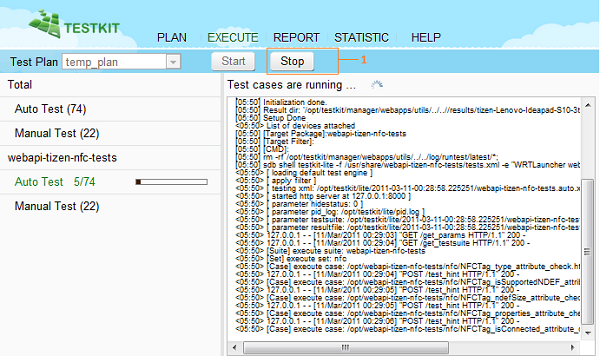 TESTKIT
PLAN EXECUTE REPORT STATISTIC HELP
Test Plan temp_plan Start Stop 1
Total
Auto Test (74)
Manual Test (22)
webapi-tizen-nfc-tests
Auto Test 5/74
Manual Test (22)
Test cases are running ...
[05:50] Initialization done.
[05:50] Result dir: '/opt/testkit/manager/webapps/utils/../../results/tizen-Lenovo-Ideapad-S10-3t
[05:50] Setup Done
<05:50> List of devices attached
[05:50] [Target Package]:webapi-tizen-nfc-tests
[05:50] [Target Filter]:
[05:50] [CMD]:
[05:50] rm -rf /opt/testkit/manager/webapps/utils/../../log/runtest/latest/*;
[05:50] sdb shell testkit-lite -f /usr/share/webapi-tizen-nfc-tests/tests.xml -e "WRTLauncher web
<05:50> [ loading default test engine ]
<05:50> [ apply filter ]
<05:50> [ testing xml: /opt/testkit/lite/2011-03-11-00:28:58.225251/webapi-tizen-nfc-tests.auto.x
<05:50> [ started http server at 127.0.0.1:8000 ]
<05:50> [ parameter hidestatus: 0 ]
<05:50> [ parameter pid_log: /opt/testkit/lite/pid.log ]
<05:50> [ parameter testsuite: /opt/testkit/lite/2011-03-11-00:28:58.225251/webapi-tizen-nfc-tes
<05:50> [ parameter resultfile: /opt/testkit/lite/2011-03-11-00:28:58.225251/webapi-tizen-nfc-tes
<05:50> 127.0.0.1 - - [11/Mar/2011 00:29:03] "GET /get_params HTTP/1.1" 200 -
<05:50> 127.0.0.1 - - [11/Mar/2011 00:29:04] "GET /get_testsuite HTTP/1.1" 200 -
<05:50> [Suite] execute suite: webapi-tizen-nfc-tests
<05:50> [Set] execute set: nfc
<05:50> [Case] execute case: /opt/webapi-tizen-nfc-tests/nfc/NFCTag_type_attribute_check.ht
<05:50> 127.0.0.1 - - [11/Mar/2011 00:29:04] "POST /test_hint HTTP/1.1" 200 -
<05:50> [Case] execute case: /opt/webapi-tizen-nfc-tests/nfc/NFCTag_isSupportedNDEF_attrib
<05:50> 127.0.0.1 - - [11/Mar/2011 00:29:05] "POST /test_hint HTTP/1.1" 200 -
<05:50> [Case] execute case: /opt/webapi-tizen-nfc-tests/nfc/NFCTag_ndefSize_attribute_chec
<05:50> 127.0.0.1 - - [11/Mar/2011 00:29:05] "POST /test_hint HTTP/1.1" 200 -
<05:50> [Case] execute case: /opt/webapi-tizen-nfc-tests/nfc/NFCTag_properties_attribute_che
<05:50> 127.0.0.1 - - [11/Mar/2011 00:29:06] "POST /test_hint HTTP/1.1" 200 -
<05:50> [Case] execute case: /opt/webapi-tizen-nfc-tests/nfc/NFCTag_isConnected_attribute_c